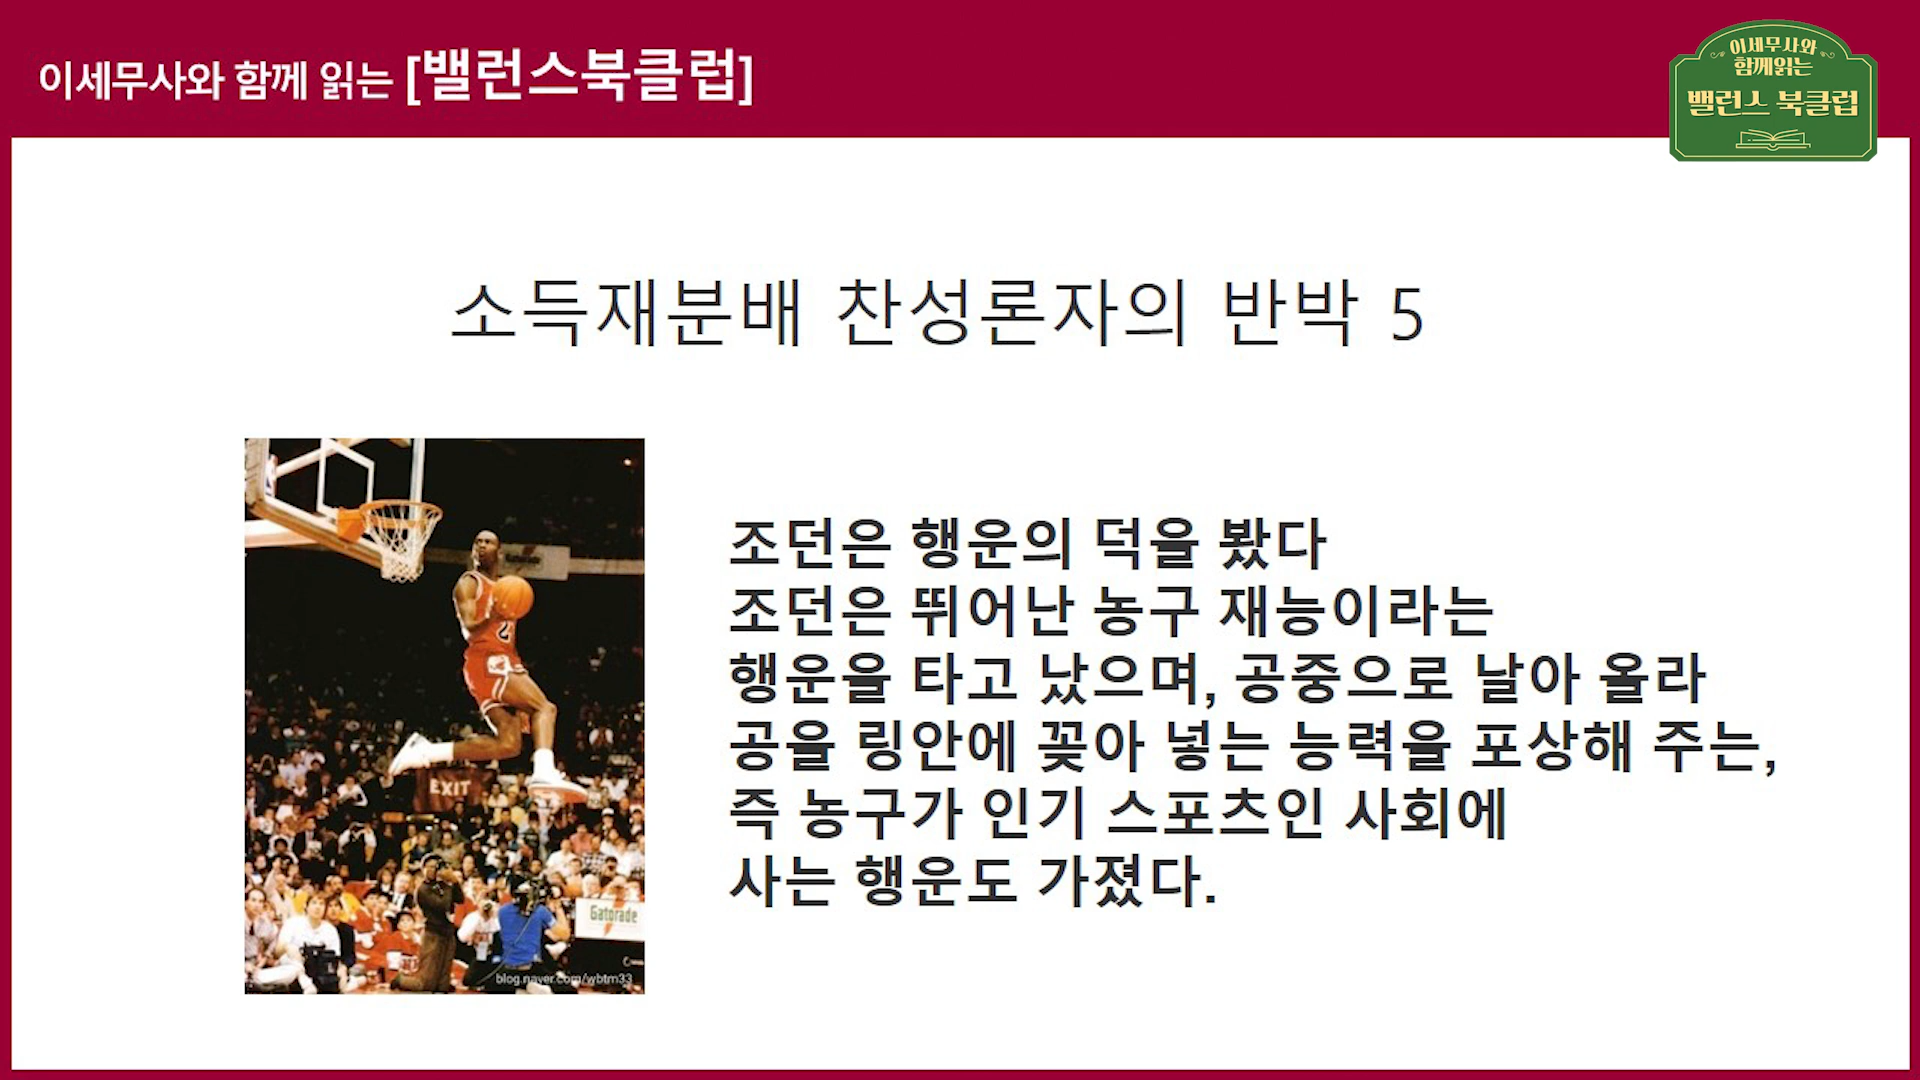 이세무사와 함께 읽는 [밸런스북클럽]
이세무사와
함께읽는
밸런스 북클럽
소득재분배 찬성론자의 반박 5
조던은 행운의 덕을 봤다
조던은 뛰어난 농구 재능이라는
행운을 타고 났으며, 공중으로 날아 올라
공을 링안에 꽂아 넣는 능력을 포상해 주는,
즉 농구가 인기 스포츠인 사회에
사는 행운도 가졌다.
Gatorade
EXIT
Gatorade
blog.naver.com/wbtm33